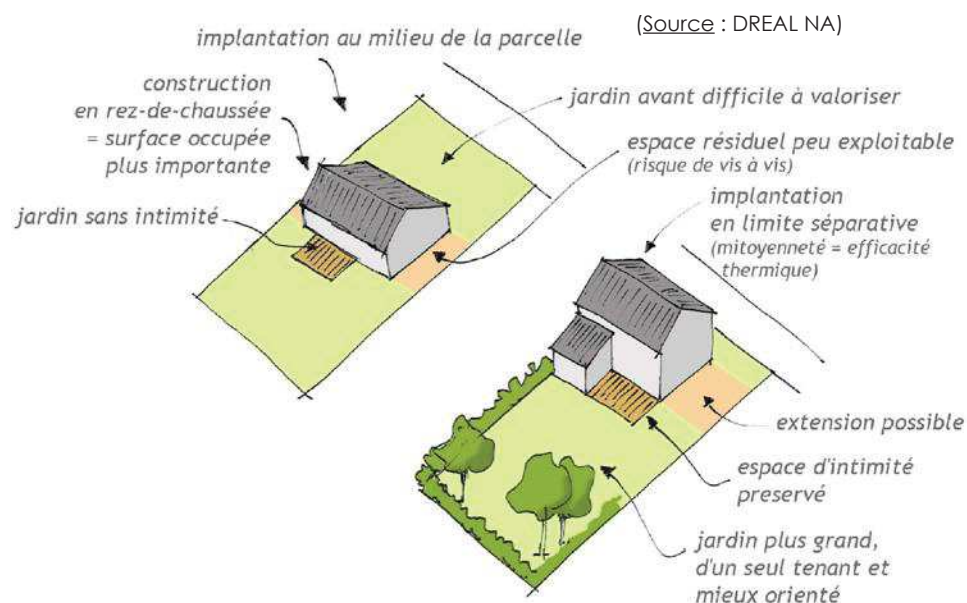 (Source : DREAL NA)
implantation au milieu de la parcelle
construction
en rez-de-chaussée
= surface occupée
plus importante
jardin sans intimité
jardin avant difficile à valoriser
espace résiduel peu exploitable
(risque de vis à vis)
implantation
en limite séparative
(mitoyenneté = efficacité
thermique)
extension possible
espace d'intimité
préservé
jardin plus grand,
d'un seul tenant et
mieux orienté